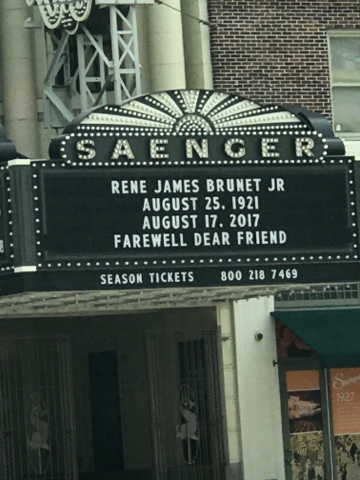 SAENGER
RENE JAMES BRUNET JR
AUGUST 25. 1921
AUGUST 17. 2017
FAREWELL DEAR FRIEND
SEASON TICKETS 800 218 7469
1927